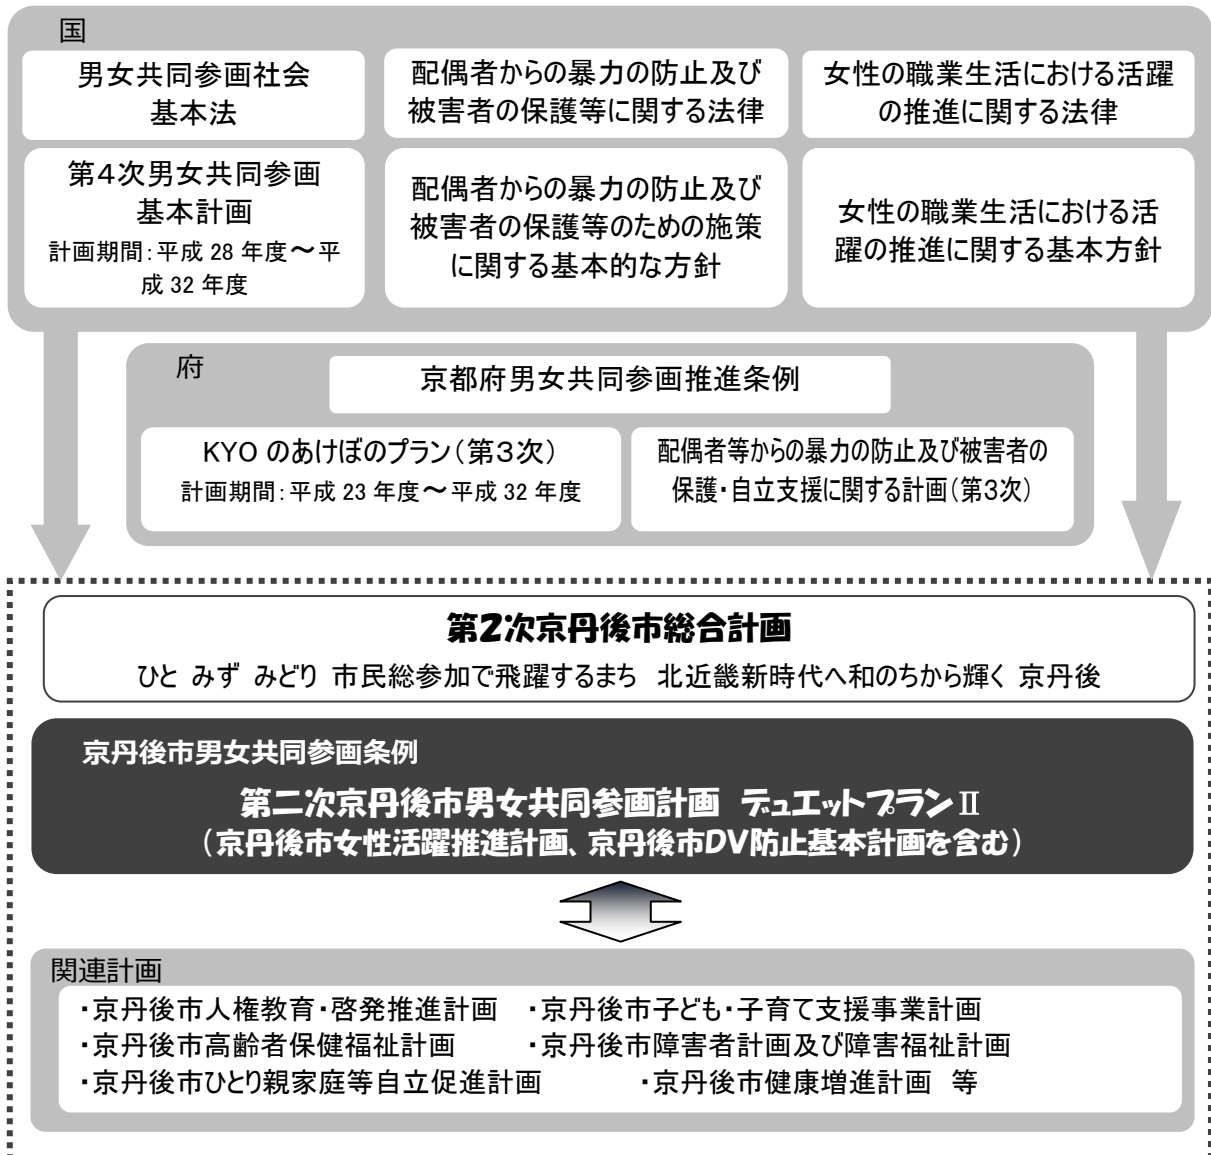 国
男女共同参画社会
基本法
配偶者からの暴力の防止及び
被害者の保護等に関する法律
女性の職業生活における活躍
の推進に関する法律
第4次男女共同参画
基本計画
計画期間:平成 28 年度～平
成 32 年度
配偶者からの暴力の防止及び
被害者の保護等のための施策
に関する基本的な方針
女性の職業生活における活
躍の推進に関する基本方針
府
京都府男女共同参画推進条例
KYO のあけぼのプラン(第3次)
計画期間:平成 23 年度～平成 32 年度
配偶者等からの暴力の防止及び被害者の
保護・自立支援に関する計画(第3次)
第2次京丹後市総合計画
ひと みず みどり 市民総参加で飛躍するまち 北近畿新時代へ和のちから輝く 京丹後
京丹後市男女共同参画条例
第二次京丹後市男女共同参画計画 デュエットプランⅡ
(京丹後市女性活躍推進計画、京丹後市DV防止基本計画を含む)
関連計画
・京丹後市人権教育・啓発推進計画 ・京丹後市子ども・子育て支援事業計画
・京丹後市高齢者保健福祉計画 ・京丹後市障害者計画及び障害福祉計画
・京丹後市ひとり親家庭等自立促進計画 ・京丹後市健康増進計画 等